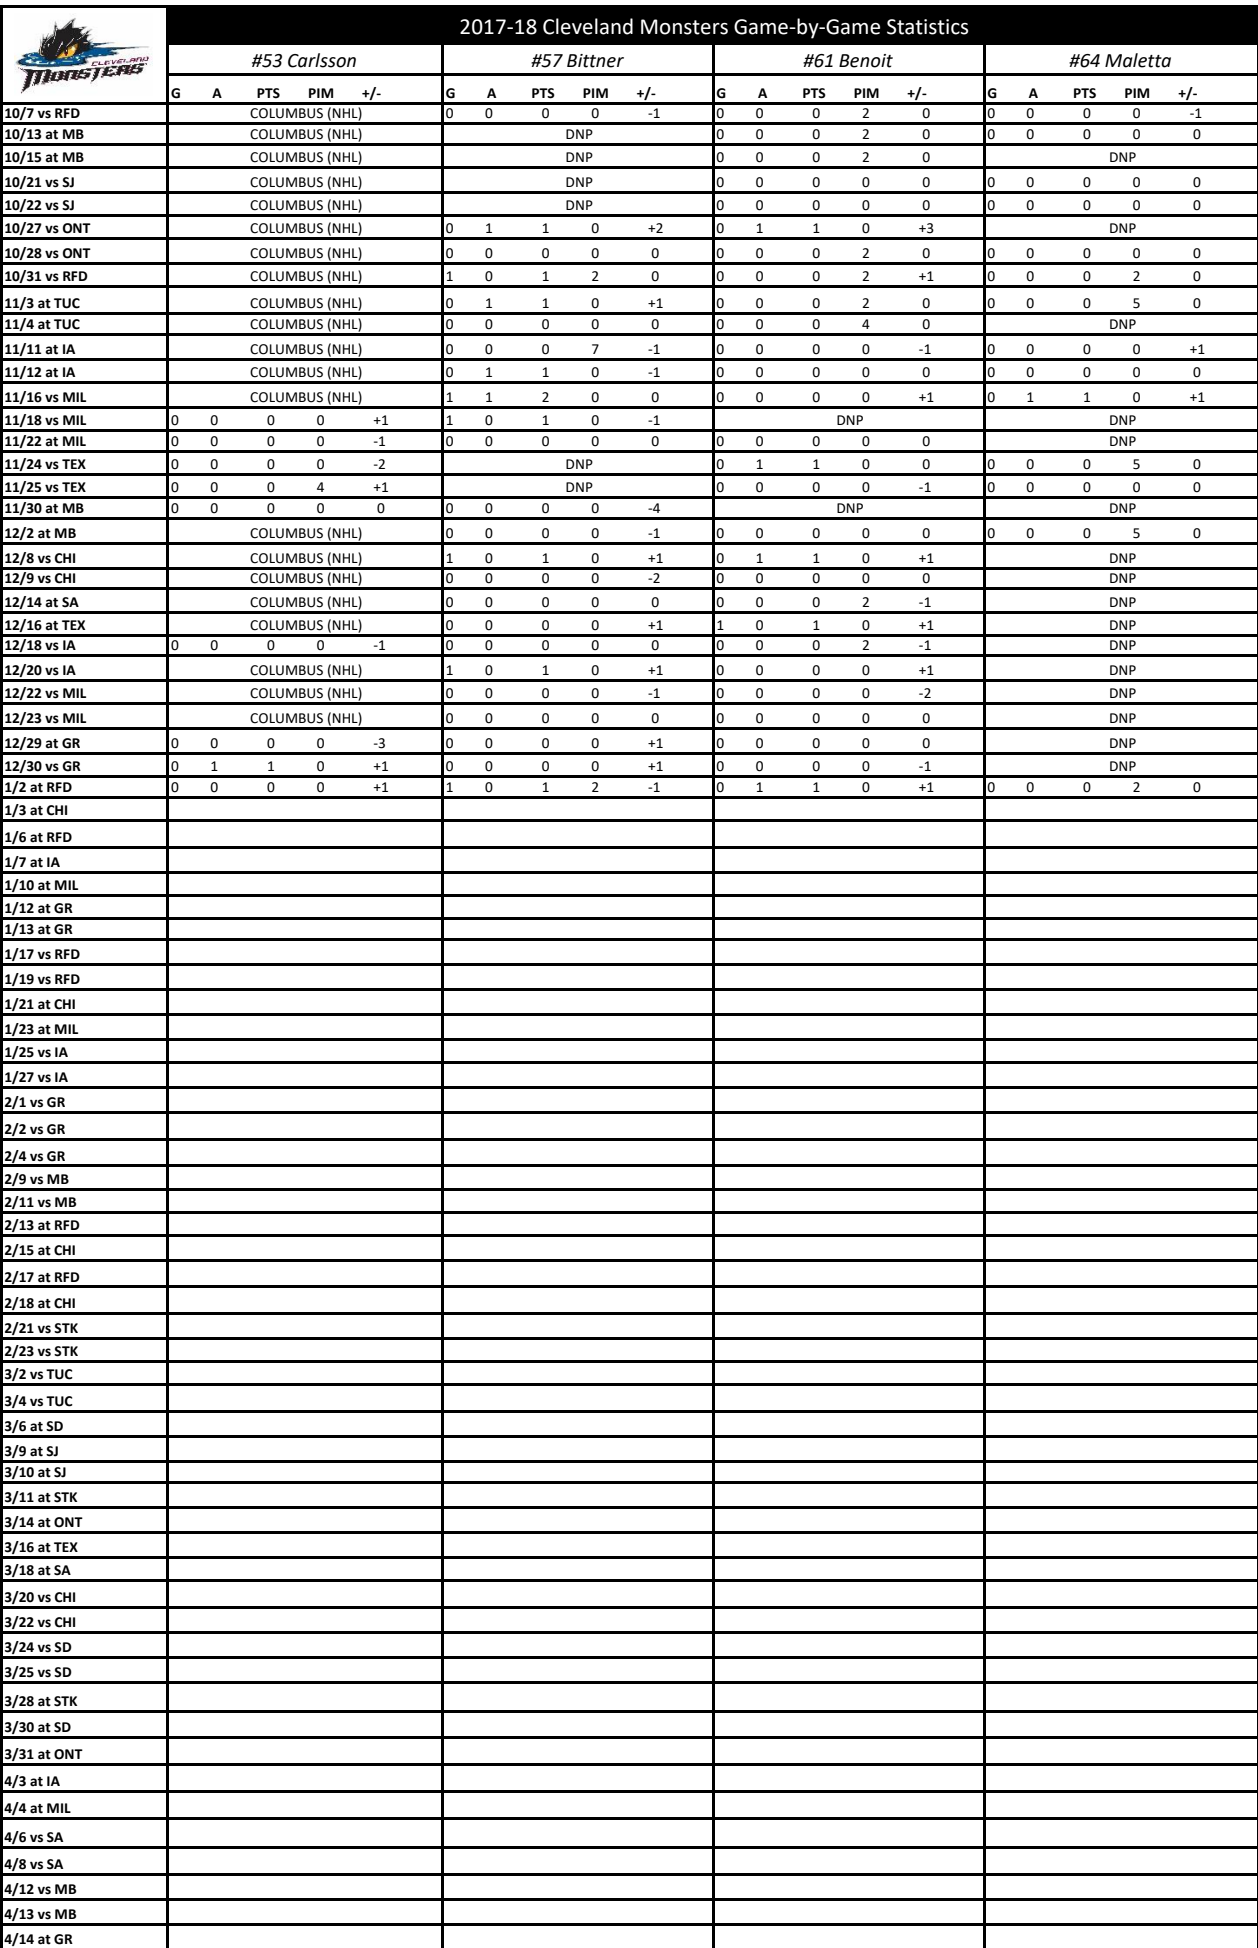 2017-18 Cleveland Monsters Game-by-Game Statistics
CLEVELAND
MONSTERS
#53 Carlsson #57 Bittner #61 Benoit #64 Maletta
G A PTS PIM +/- G A PTS PIM +/- G A PTS PIM +/- G A PTS PIM +/-
10/7 vs RFD COLUMBUS (NHL) 0 0 0 0 -1 0 0 0 2 0 0 0 0 0 -1
10/13 at MB COLUMBUS (NHL) DNP 0 0 0 2 0 0 0 0 0 0
10/15 at MB COLUMBUS (NHL) DNP 0 0 0 2 0 DNP
10/21 vs SJ COLUMBUS (NHL) DNP 0 0 0 0 0 0 0 0 0 0
10/22 vs SJ COLUMBUS (NHL) DNP 0 0 0 0 0 0 0 0 0 0
10/27 vs ONT COLUMBUS (NHL) 0 1 1 0 +2 0 1 1 0 +3 DNP
10/28 vs ONT COLUMBUS (NHL) 0 0 0 0 0 0 0 0 2 0 0 0 0 0 0
10/31 vs RFD COLUMBUS (NHL) 1 0 1 2 0 0 0 0 2 +1 0 0 0 2 0
11/3 at TUC COLUMBUS (NHL) 0 1 1 0 +1 0 0 0 2 0 0 0 0 5 0
11/4 at TUC COLUMBUS (NHL) 0 0 0 0 0 0 0 0 4 0 DNP
11/11 at IA COLUMBUS (NHL) 0 0 0 7 -1 0 0 0 0 -1 0 0 0 0 +1
11/12 at IA COLUMBUS (NHL) 0 1 1 0 -1 0 0 0 0 0 0 0 0 0 0
11/16 vs MIL COLUMBUS (NHL) 1 1 2 0 0 0 0 0 0 +1 0 1 1 0 +1
11/18 vs MIL 0 0 0 0 +1 1 0 1 0 -1 DNP DNP
11/22 at MIL 0 0 0 0 -1 0 0 0 0 0 0 0 0 0 0 DNP
11/24 vs TEX 0 0 0 0 -2 DNP 0 1 1 0 0 0 0 0 5 0
11/25 vs TEX 0 0 0 4 +1 DNP 0 0 0 0 -1 0 0 0 0 0
11/30 at MB 0 0 0 0 0 0 0 0 0 -4 DNP DNP
12/2 at MB COLUMBUS (NHL) 0 0 0 0 -1 0 0 0 0 0 0 0 0 5 0
12/8 vs CHI COLUMBUS (NHL) 1 0 1 0 +1 0 1 1 0 +1 DNP
12/9 vs CHI COLUMBUS (NHL) 0 0 0 0 -2 0 0 0 0 0 DNP
12/14 at SA COLUMBUS (NHL) 0 0 0 0 0 0 0 0 2 -1 DNP
12/16 at TEX COLUMBUS (NHL) 0 0 0 0 +1 1 0 1 0 +1 DNP
12/18 vs IA 0 0 0 0 -1 0 0 0 0 0 0 0 0 2 -1 DNP
12/20 vs IA COLUMBUS (NHL) 1 0 1 0 +1 0 0 0 0 +1 DNP
12/22 vs MIL COLUMBUS (NHL) 0 0 0 0 -1 0 0 0 0 -2 DNP
12/23 vs MIL COLUMBUS (NHL) 0 0 0 0 0 0 0 0 0 0 DNP
12/29 at GR 0 0 0 0 -3 0 0 0 0 +1 0 0 0 0 0 DNP
12/30 vs GR 0 1 1 0 +1 0 0 0 0 +1 0 0 0 0 -1 DNP
1/2 at RFD 0 0 0 0 +1 1 0 1 2 -1 0 1 1 0 +1 0 0 0 2 0
1/3 at CHI
1/6 at RFD
1/7 at IA
1/10 at MIL
1/12 at GR
1/13 at GR
1/17 vs RFD
1/19 vs RFD
1/21 at CHI
1/23 at MIL
1/25 vs IA
1/27 vs IA
2/1 vs GR
2/2 vs GR
2/4 vs GR
2/9 vs MB
2/11 vs MB
2/13 at RFD
2/15 at CHI
2/17 at RFD
2/18 at CHI
2/21 vs STK
2/23 vs STK
3/2 vs TUC
3/4 vs TUC
3/6 at SD
3/9 at SJ
3/10 at SJ
3/11 at STK
3/14 at ONT
3/16 at TEX
3/18 at SA
3/20 vs CHI
3/22 vs CHI
3/24 vs SD
3/25 vs SD
3/28 at STK
3/30 at SD
3/31 at ONT
4/3 at IA
4/4 at MIL
4/6 vs SA
4/8 vs SA
4/12 vs MB
4/13 vs MB
4/14 at GR